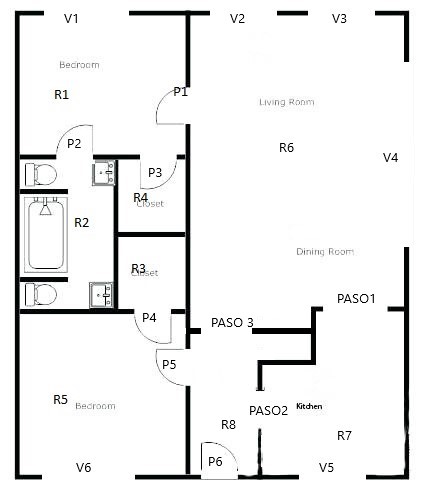 V1
V2
V3
Bedroom
R1
P1
Living Room
P2
R6
V4
P3
R4
Closet
R2
Dining Room
R3
Closet
PASO1
P4
PASO 3
P5
R5
Bedroom
PASO2
Kitchen
R8
R7
P6
V6
V5